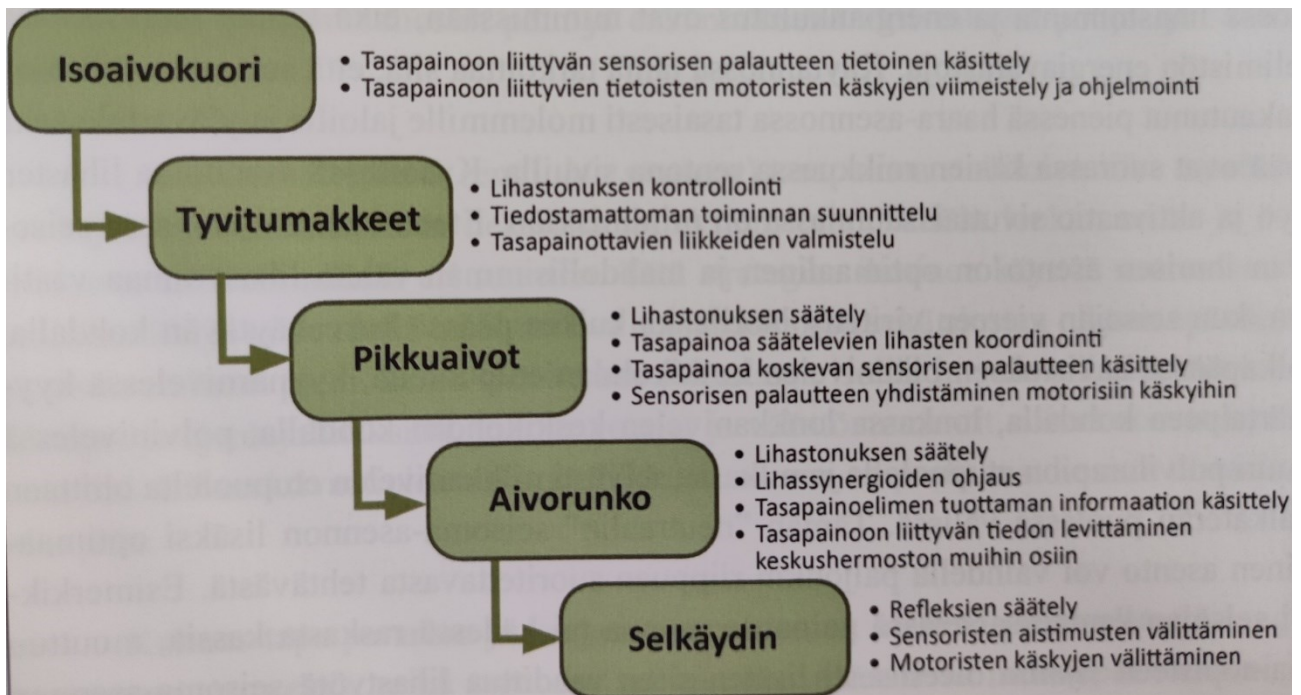 Isoaivokuori
• Tasapainoon liittyvän sensorisen palautteen tietoinen käsittely
• Tasapainoon liittyvien tietoisten motoristen käskyjen viimeistely ja ohjelmointi
Tyvitumakkeet
• Lihastonuksen kontrollointi
• Tiedostamattoman toiminnan suunnittelu
• Tasapainottavien liikkeiden valmistelu
Pikkuaivot
• Lihastonuksen säätely
• Tasapainoa säätelevien lihasten koordinointi
• Tasapainoa koskevan sensorisen palautteen käsittely
• Sensorisen palautteen yhdistäminen motorisiin käskyihin
Aivorunko
• Lihastonuksen säätely
• Lihassynergioiden ohjaus
• Tasapainoelimen tuottaman informaation käsittely
• Tasapainoon liittyvän tiedon levittäminen
keskushermoston muihin osiin
Selkäydin
• Refleksien säätely
• Sensoristen aistimusten välittäminen
• Motoristen käskyjen välittäminen